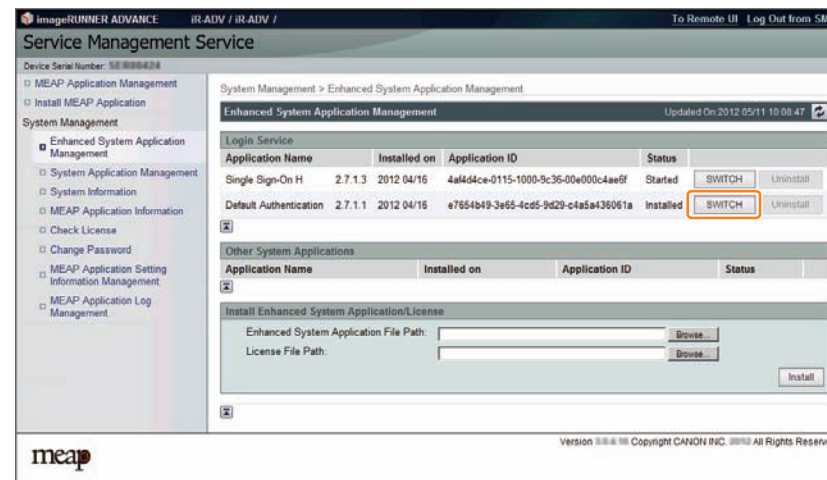 imageRUNNER ADVANCE iR-ADV / iR-ADV / To Remote UI Log Out from SM
Service Management Service
Device Serial Number:
MEAP Application Management
Install MEAP Application
System Management
Enhanced System Application
Management
System Application Management
System Information
MEAP Application Information
Check License
Change Password
MEAP Application Setting
Information Management
MEAP Application Log
Management
System Management > Enhanced System Application Management
Enhanced System Application Management Updated On:2012 05/11 10:08:47
Login Service
Application Name Installed on Application ID Status
Single Sign-On H 2.7.1.3 2012 04/16 4af4d4ce-0115-1000-9c36-00e000c4ae6f Started SWITCH Uninstall
Default Authentication 2.7.1.1 2012 04/16 e7654b49-3e65-4cd5-9d29-c4a5a436061a Installed SWITCH Uninstall
Other System Applications
Application Name Installed on Application ID Status
Install Enhanced System Application/License
Enhanced System Application File Path: Browse...
License File Path: Browse...
Install
Version Copyright CANON INC. All Rights Reserve
meap